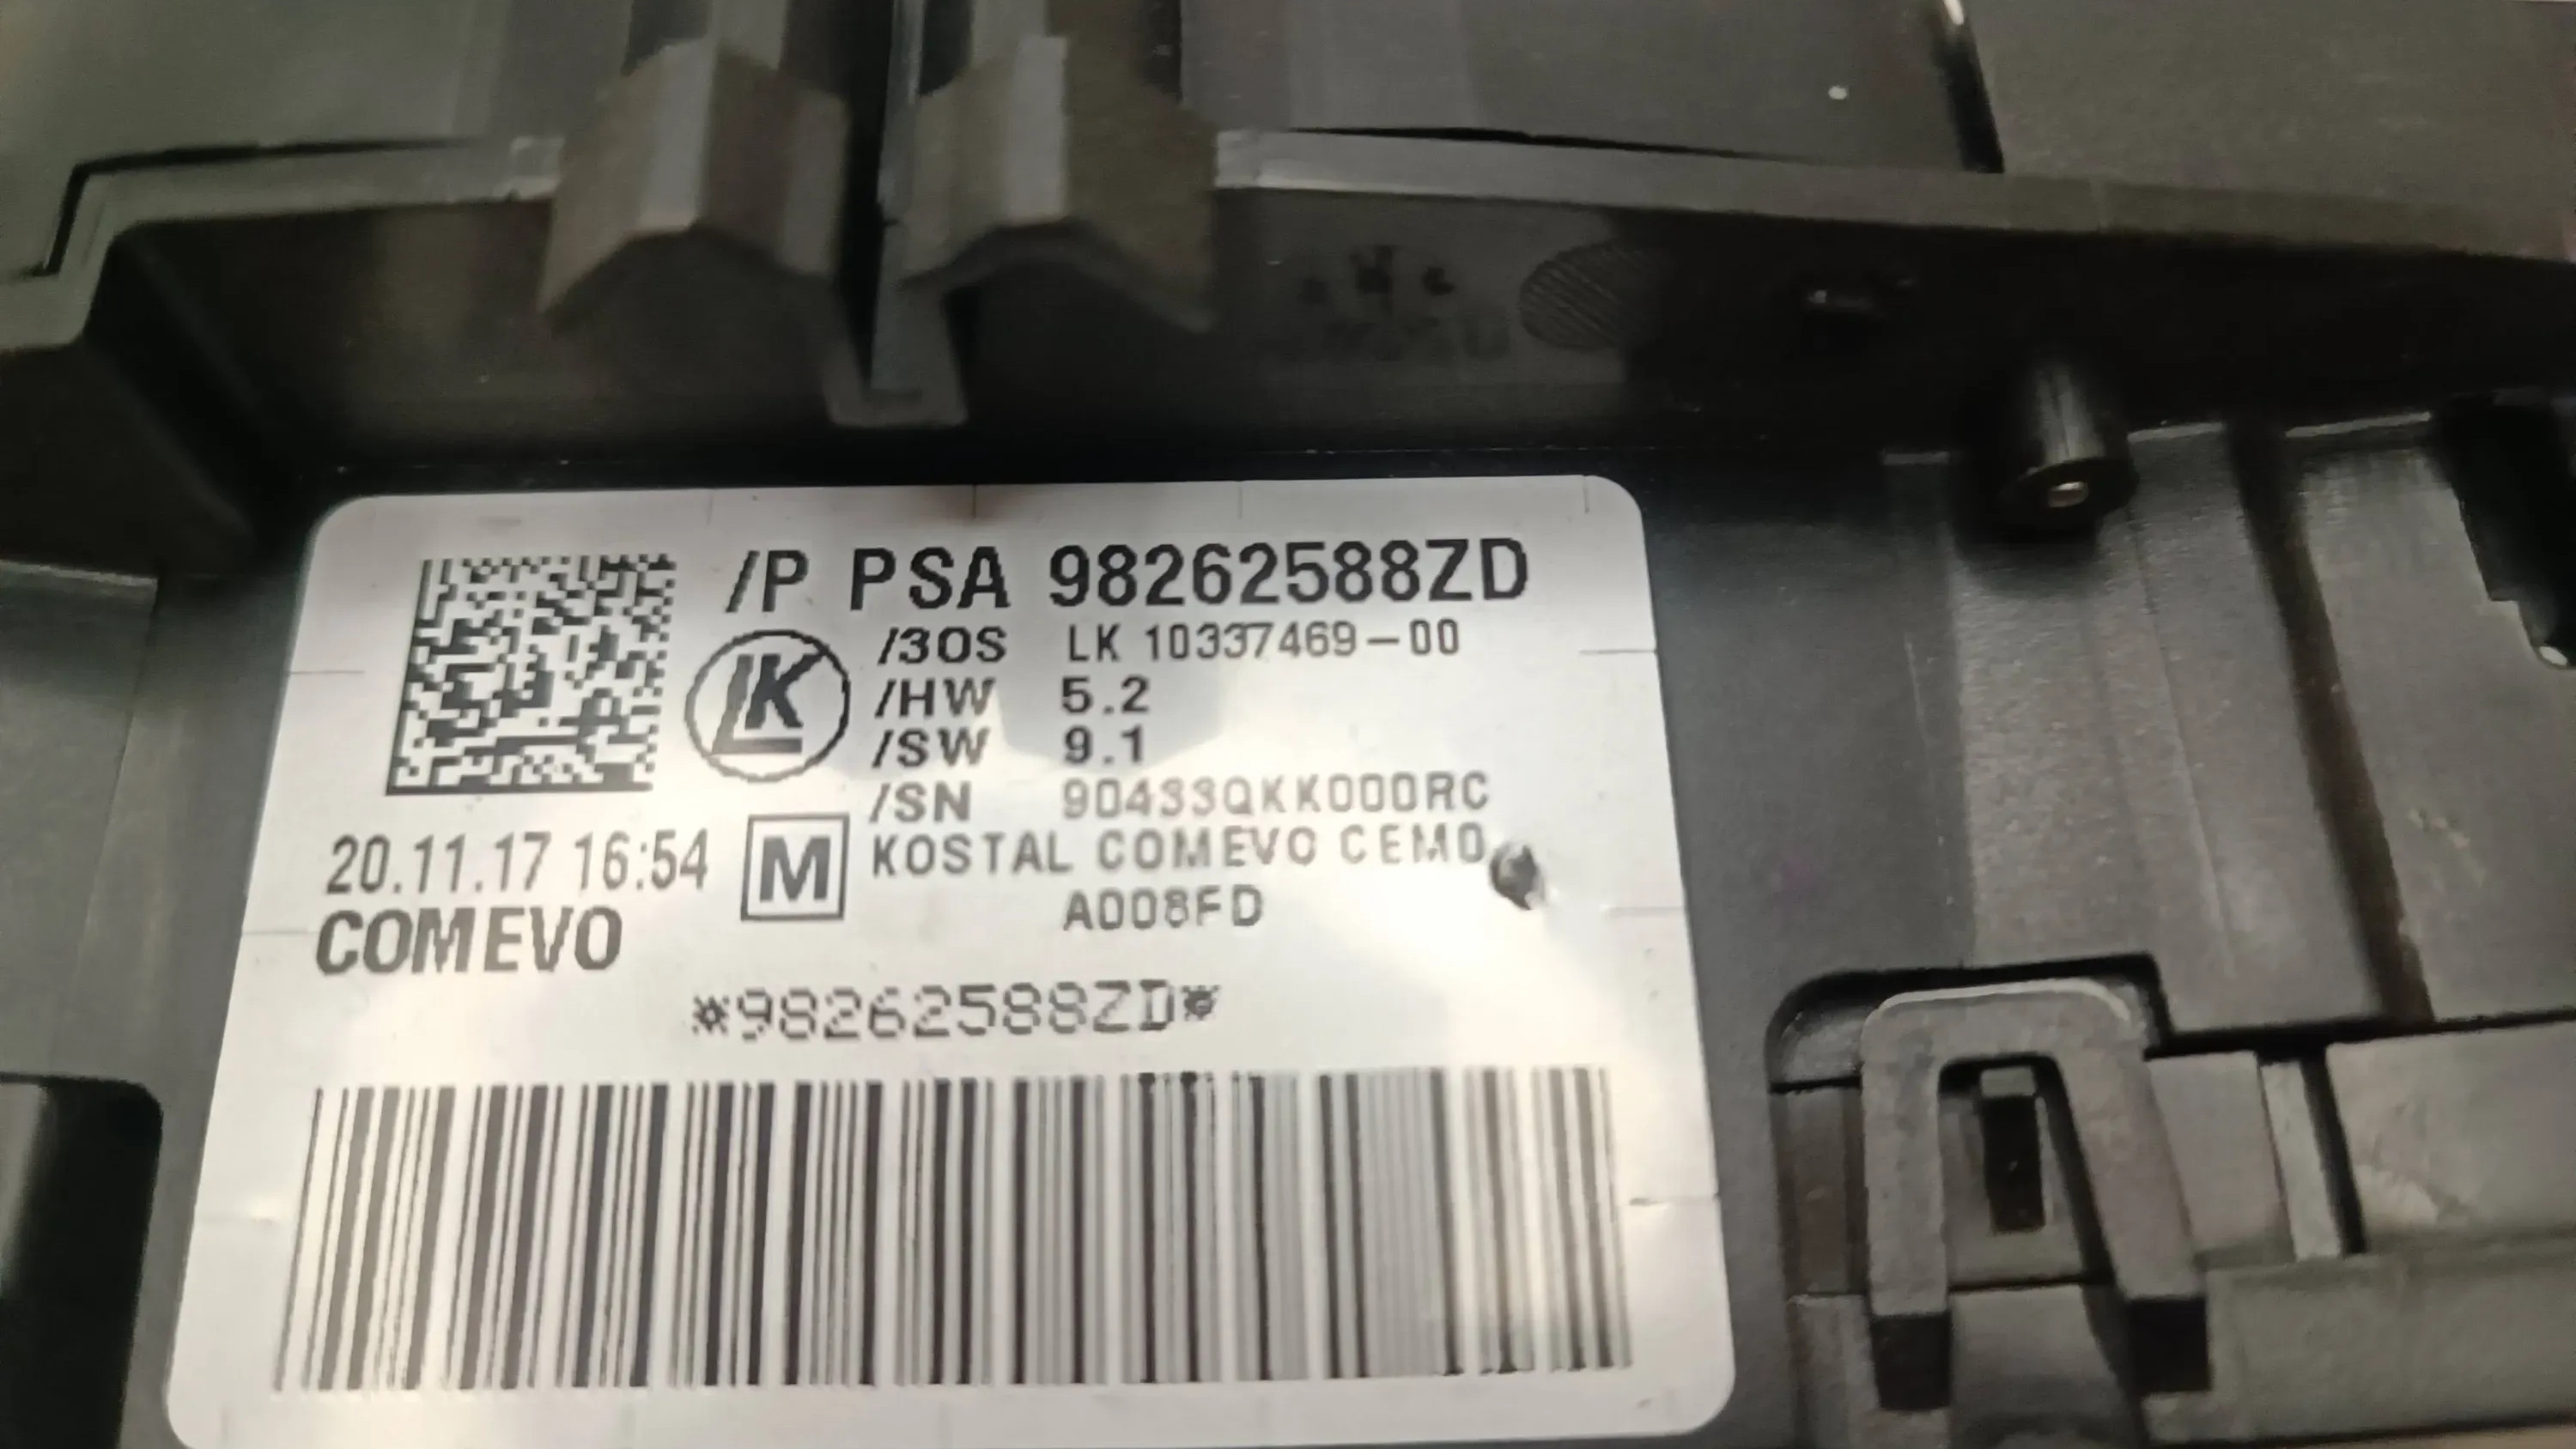 /P PSA 98262588ZD
/30S LK 10337469-00
LK
/HW 5.2
/SW 9.1
/SN 90433QKK000RC
20.11.17 16:54 M KOSTAL COMEVO CEMO
A008FD
COMEVO
*98262588ZD*